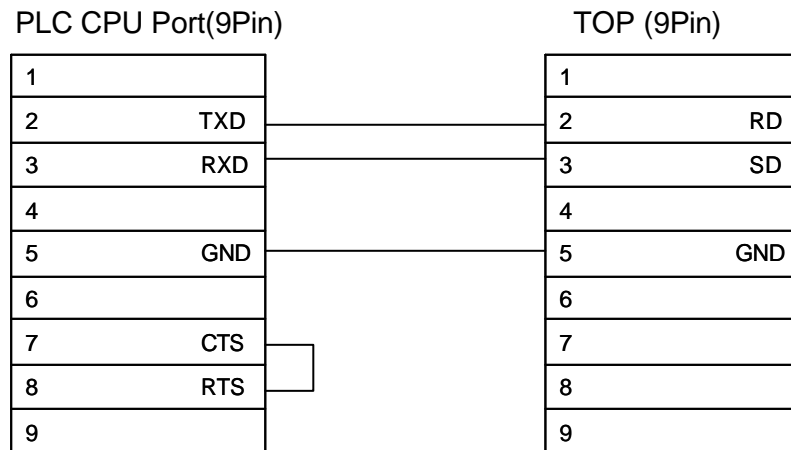 PLC CPU Port(9Pin) TOP (9Pin)
1 1
2 TXD 2 RD
3 RXD 3 SD
4 4
5 GND 5 GND
6 6
7 CTS 7
8 RTS 8
9 9